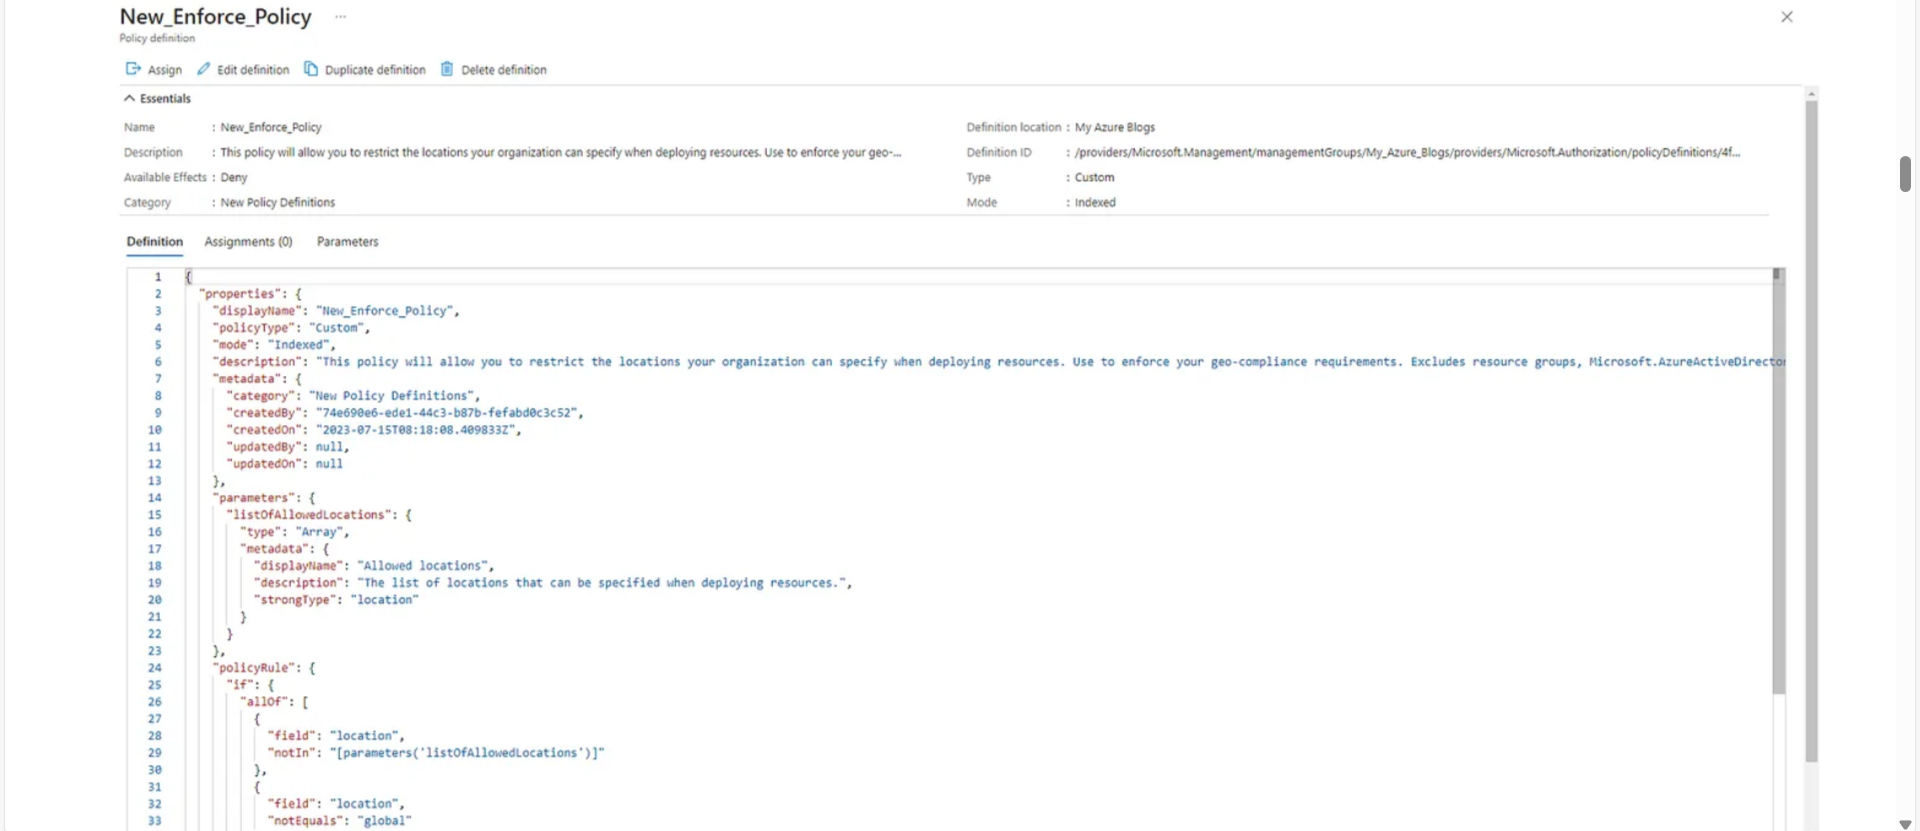 New_Enforce_Policy ...
Policy definition
Assign Edit definition Duplicate definition Delete definition
Essentials
Name : New_Enforce_Policy
Definition location : My Azure Blogs
Description : This policy will allow you to restrict the locations your organization can specify when deploying resources. Use to enforce your geo-...
Definition ID : /providers/Microsoft.Management/managementGroups/My_Azure_Blogs/providers/Microsoft.Authorization/policyDefinitions/4f...
Available Effects : Deny
Type : Custom
Category : New Policy Definitions
Mode : Indexed
Definition Assignments (0) Parameters
1 {
2 "properties": {
3 "displayName": "New_Enforce_Policy",
4 "policyType": "Custom",
5 "mode": "Indexed",
6 "description": "This policy will allow you to restrict the locations your organization can specify when deploying resources. Use to enforce your geo-compliance requirements. Excludes resource groups, Microsoft.AzureActiveDirector
7 "metadata": {
8 "category": "New Policy Definitions",
9 "createdBy": "74e690e6-ede1-44c3-b87b-fefabd0c3c52",
10 "createdOn": "2023-07-15T08:18:08.409833Z",
11 "updatedBy": null,
12 "updatedOn": null
13 },
14 "parameters": {
15 "listOfAllowedLocations": {
16 "type": "Array",
17 "metadata": {
18 "displayName": "Allowed locations",
19 "description": "The list of locations that can be specified when deploying resources.",
20 "strongType": "location"
21 }
22 }
23 },
24 "policyRule": {
25 "if": {
26 "allOf": [
27 {
28 "field": "location",
29 "notIn": "[parameters('listOfAllowedLocations')]"
30 },
31 {
32 "field": "location",
33 "notEquals": "global"